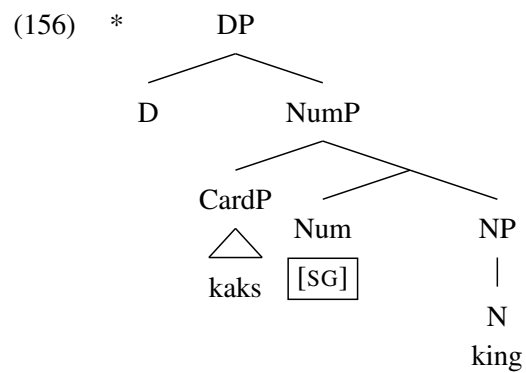 (156) * DP
D NumP
CardP Num NP
kaks [SG] N
king